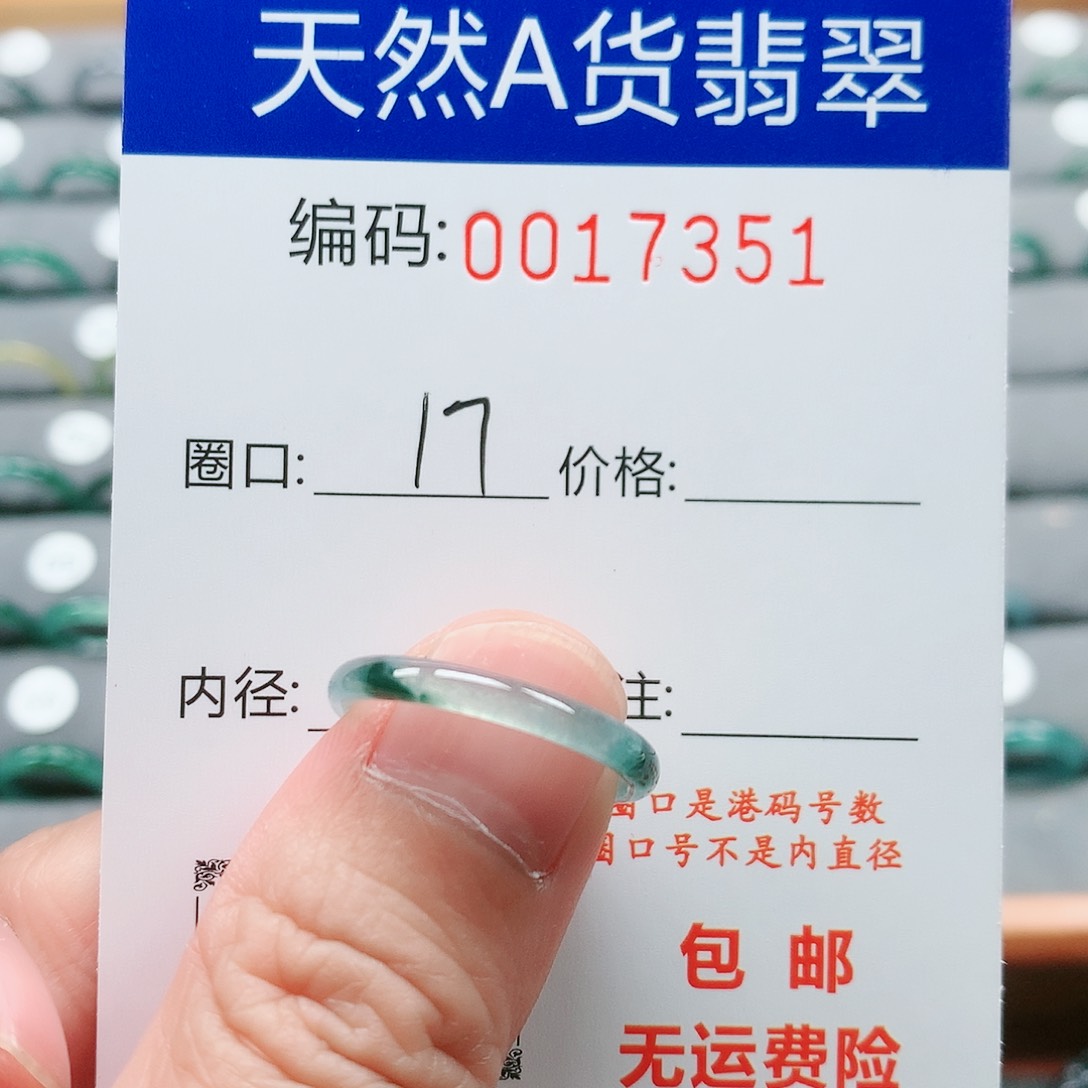 天然A货翡翠
编码:0017351
圈口: 17 价格:
内径: 注:
圈口是港码号数
圈口号不是内直径
包邮
无运费险